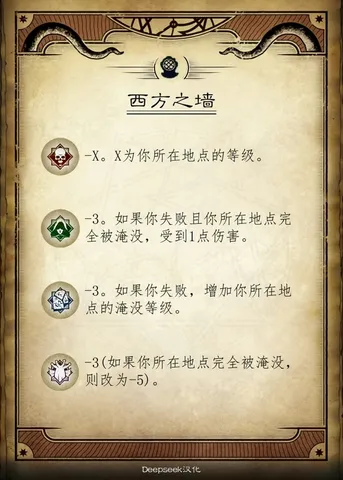 西方之墙
-X。X为你所在地点的等级。
-3。如果你失败且你所在地点完
全被淹没，受到1点伤害。
-3。如果你失败，增加你所在地
点的淹没等级。
-3(如果你所在地点完全被淹没，
则改为-5)。
Deepseek汉化